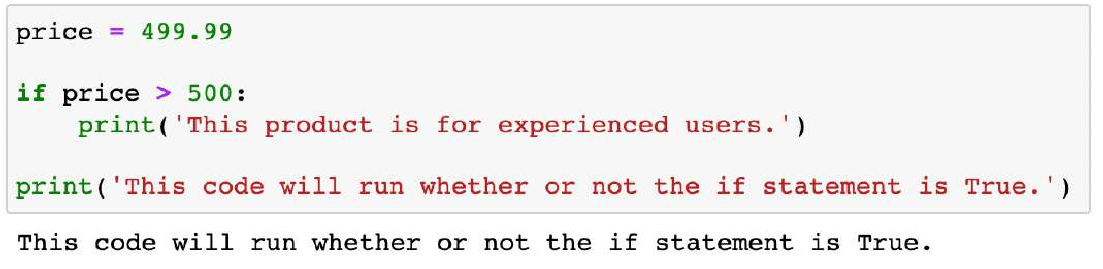 price = 499.99
if price > 500:
    print('This product is for experienced users.')
print('This code will run whether or not the if statement is True.')
This code will run whether or not the if statement is True.